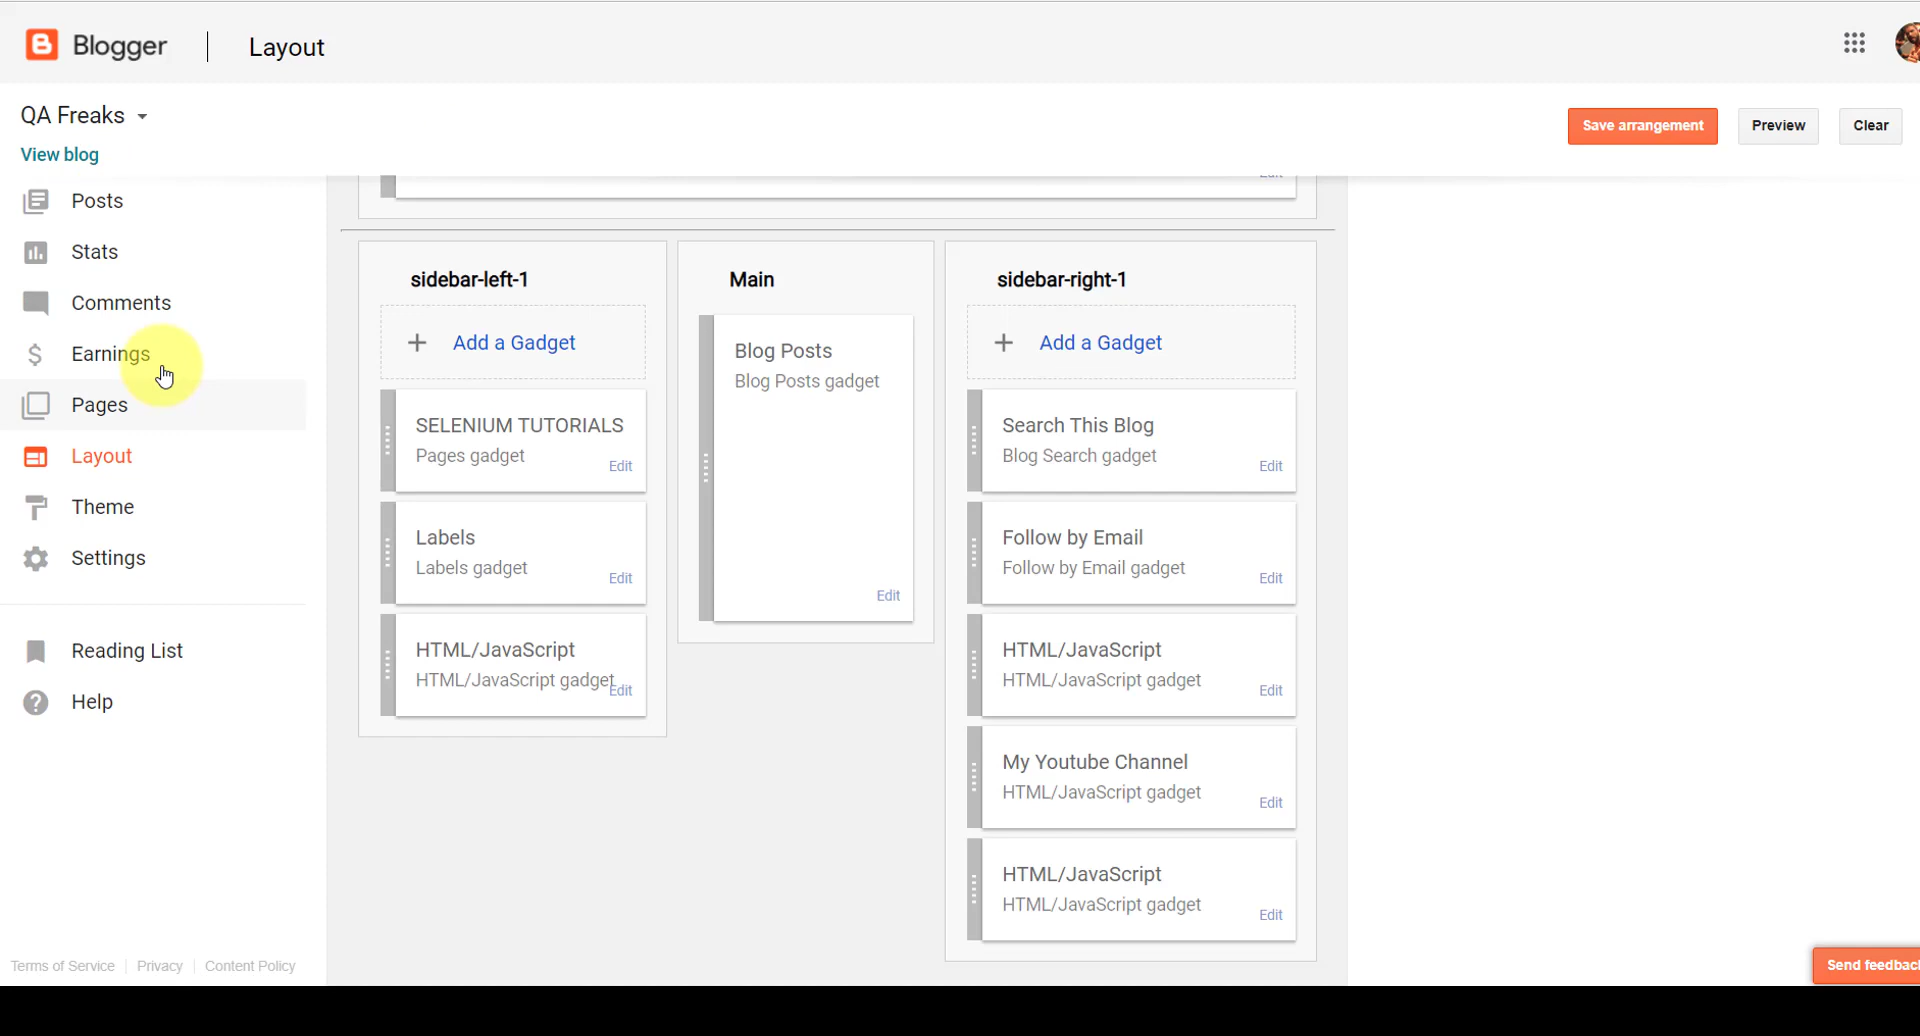 Blogger
Layout
QA Freaks
View blog
Save arrangement
Preview
Clear
Posts
Stats
Comments
Earnings
Pages
Layout
Theme
Settings
Reading List
Help
Terms of Service
Privacy
Content Policy
Edit
sidebar-left-1
Add a Gadget
SELENIUM TUTORIALS
Pages gadget
Edit
Labels
Labels gadget
Edit
HTML/JavaScript
HTML/JavaScript gadget
Edit
Main
Blog Posts
Blog Posts gadget
Edit
sidebar-right-1
Add a Gadget
Search This Blog
Blog Search gadget
Edit
Follow by Email
Follow by Email gadget
Edit
HTML/JavaScript
HTML/JavaScript gadget
Edit
My Youtube Channel
HTML/JavaScript gadget
Edit
HTML/JavaScript
HTML/JavaScript gadget
Edit
Send feedback